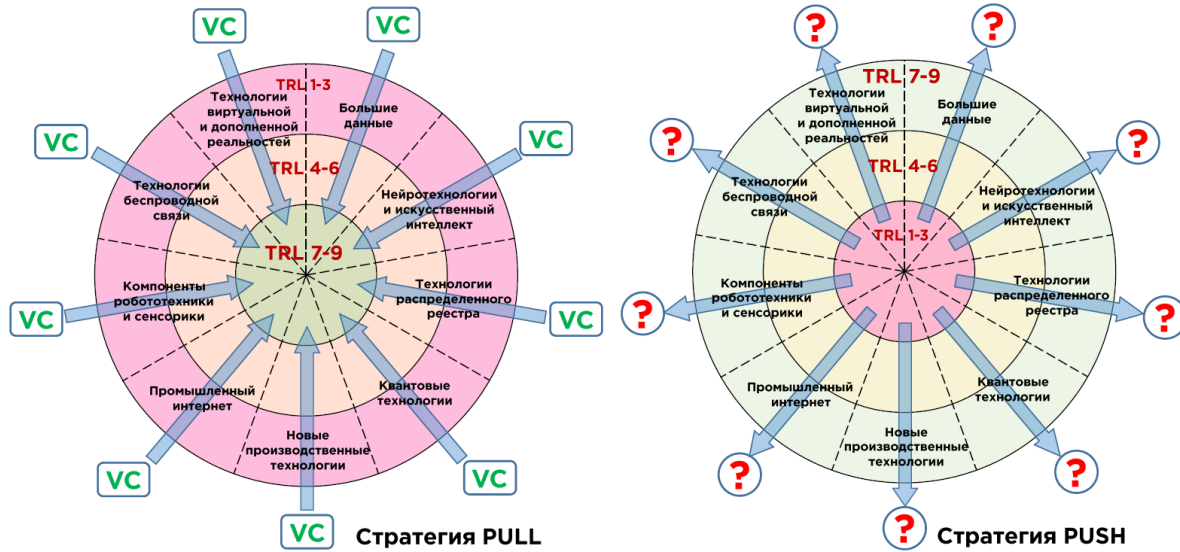 VC
VC
TRL 1-3
Технологии
виртуальной
и дополненной
реальностей
Большие
данные
VC
VC
TRL 4-6
Технологии
беспроводной
связи
Нейротехнологии
и искусственный
интеллект
TRL 7-9
Компоненты
робототехники
и сенсорики
Технологии
распределенного
реестра
VC
VC
Промышленный
интернет
Квантовые
технологии
Новые
производственные
технологии
VC
VC
VC
Стратегия PULL
?
?
TRL 7-9
Технологии
виртуальной
и дополненной
реальностей
Большие
данные
?
?
TRL 4-6
Технологии
беспроводной
связи
Нейротехнологии
и искусственный
интеллект
TRL 1-3
Компоненты
робототехники
и сенсорики
Технологии
распределенного
реестра
?
?
Промышленный
интернет
Квантовые
технологии
Новые
производственные
технологии
?
?
?
Стратегия PUSH